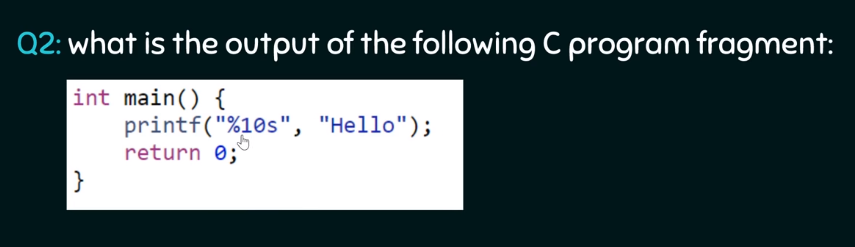 Q2: what is the output of the following C program fragment:
int main() {
    printf("%10s", "Hello");
    return 0;
}